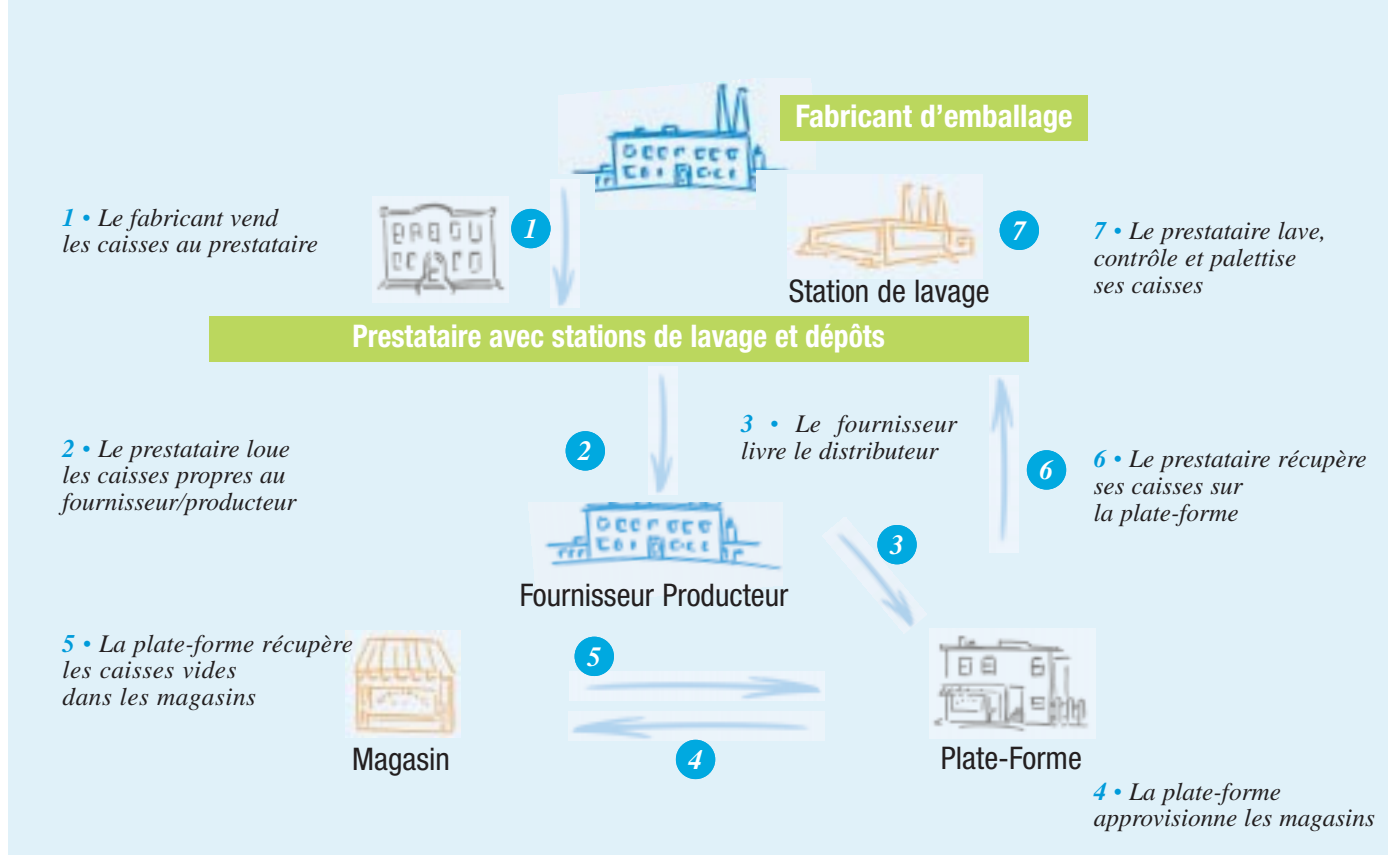 Fabricant d’emballage
1 • Le fabricant vend
les caisses au prestataire
1
7
7 • Le prestataire lave,
contrôle et palettise
ses caisses
Station de lavage
Prestataire avec stations de lavage et dépôts
2 • Le prestataire loue
les caisses propres au
fournisseur/producteur
2
3 • Le fournisseur
livre le distributeur
6
6 • Le prestataire récupère
ses caisses sur
la plate-forme
3
Fournisseur Producteur
5 • La plate-forme récupère
les caisses vides
dans les magasins
5
4
Magasin
Plate-Forme
4 • La plate-forme
approvisionne les magasins